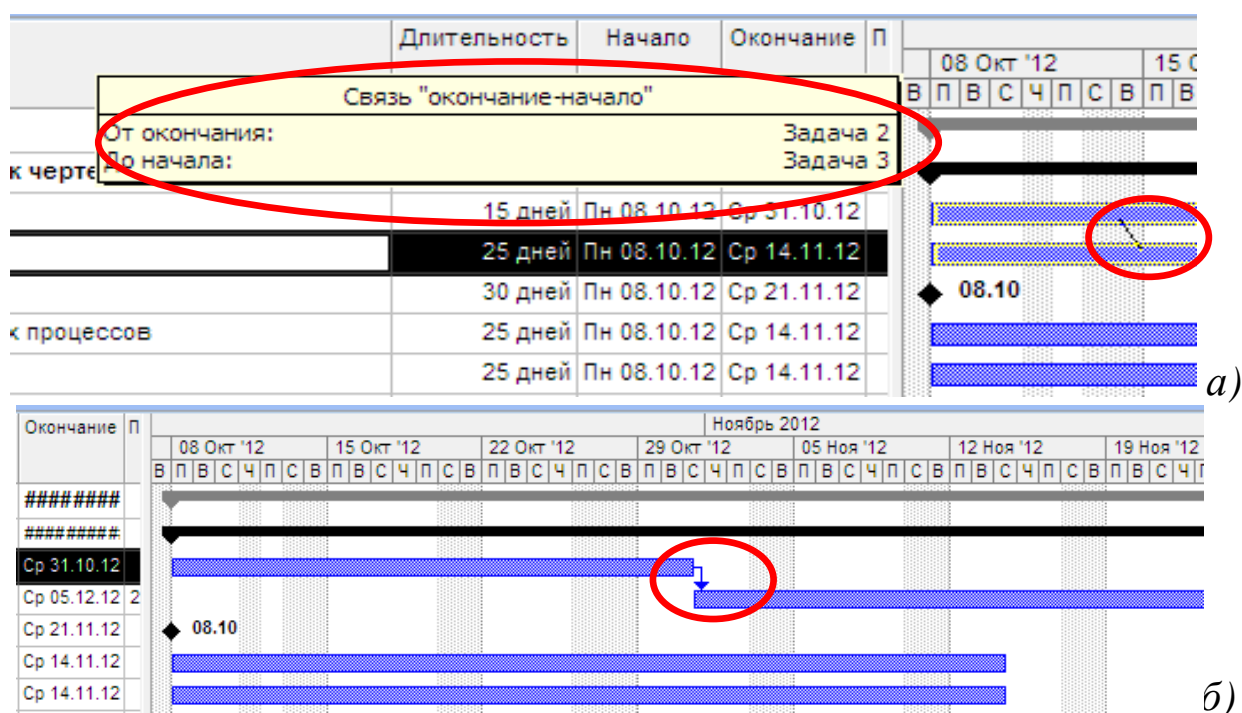 Длительность Начало Окончание П
08 Окт '12 15 О
В П В С Ч П С В П В
Связь "окончание-начало"
От окончания: Задача 2
До начала: Задача 3
к черте
15 дней Пн 08.10.12 Ср 31.10.12
25 дней Пн 08.10.12 Ср 14.11.12
30 дней Пн 08.10.12 Ср 21.11.12 08.10
х процессов 25 дней Пн 08.10.12 Ср 14.11.12
25 дней Пн 08.10.12 Ср 14.11.12
а)
Окончание П Ноябрь 2012
08 Окт '12 15 Окт '12 22 Окт '12 29 Окт '12 05 Ноя '12 12 Ноя '12 19 Ноя '12
В П В С Ч П С В П В С Ч П С В П В С Ч П С В П В С Ч П С В П В С Ч П С В П В С Ч П С В П В С Ч П
########
#########
Ср 31.10.12
Ср 05.12.12 2
Ср 21.11.12 08.10
Ср 14.11.12
Ср 14.11.12
б)